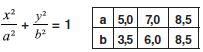 x²/a² + y²/b² = 1
a 5,0 7,0 8,5
b 3,5 6,0 8,5